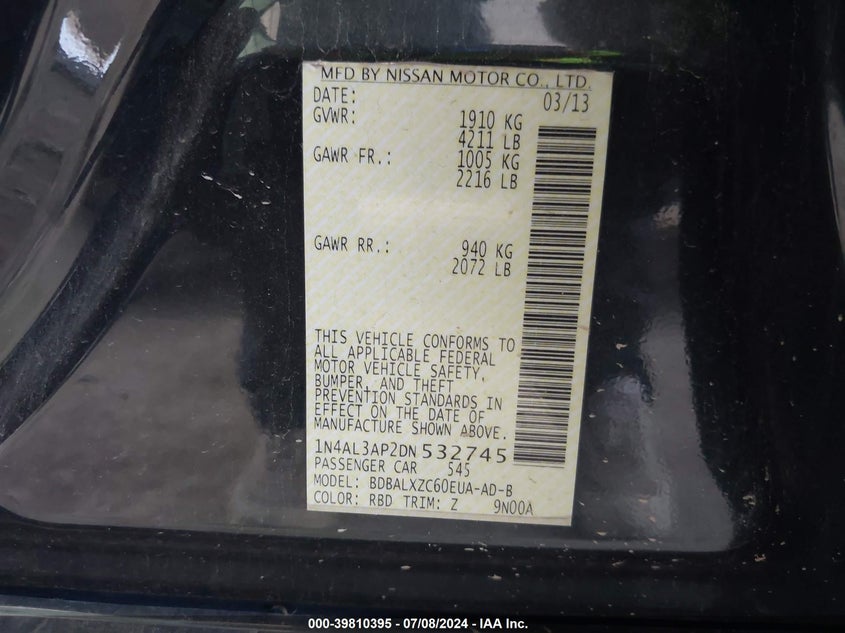 MFD BY NISSAN MOTOR CO., LTD.
DATE: 03/13
GVWR: 1910 KG
4211 LB
GAWR FR.: 1005 KG
2216 LB
GAWR RR.: 940 KG
2072 LB
THIS VEHICLE CONFORMS TO
ALL APPLICABLE FEDERAL
MOTOR VEHICLE SAFETY,
BUMPER, AND THEFT
PREVENTION STANDARDS IN
EFFECT ON THE DATE OF
MANUFACTURE SHOWN ABOVE.
1N4AL3AP2DN532745
PASSENGER CAR 545
MODEL: BDBALXZC60EUA-AD-B
COLOR: RBD TRIM: Z 9N00A
000-39810395 - 07/08/2024 - IAA Inc.